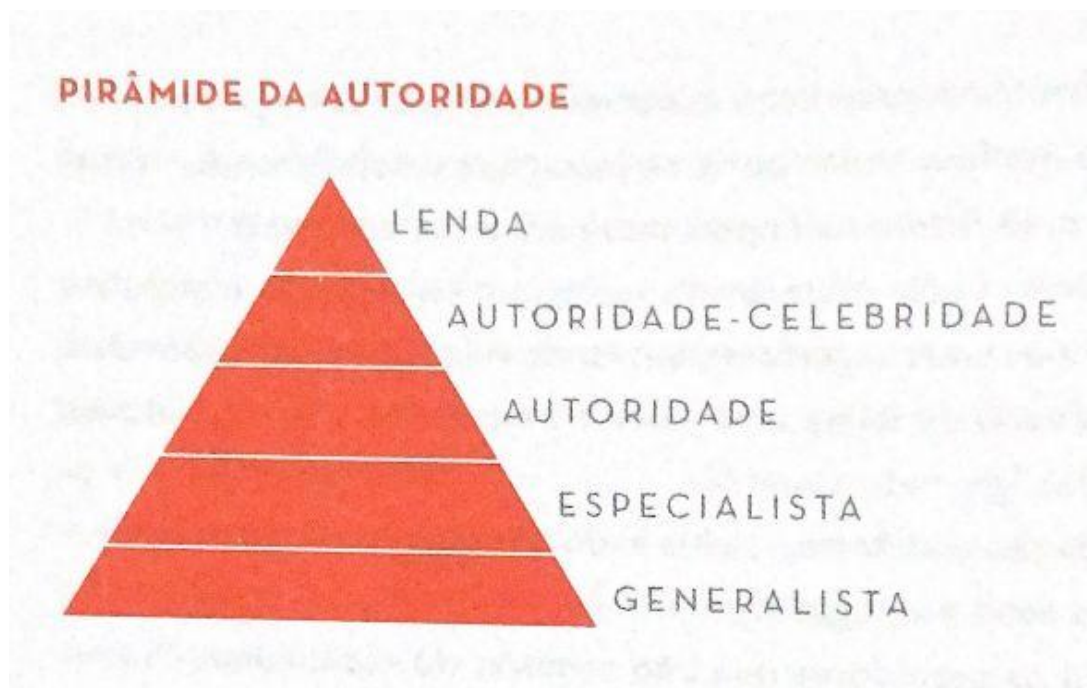 PIRÂMIDE DA AUTORIDADE
LENDA
AUTORIDADE-CELEBRIDADE
AUTORIDADE
ESPECIALISTA
GENERALISTA